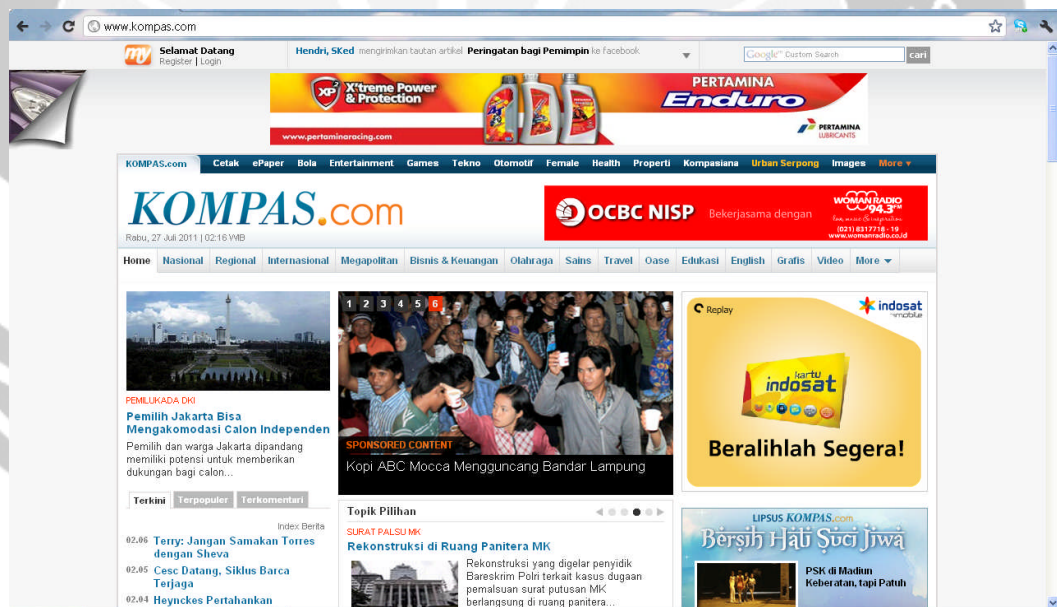 www.kompas.com
my Selamat Datang
Register | Login
Hendri, SKed mengirimkan tautan artikel Peringatan bagi Pemimpin ke facebook
Google™ Custom Search cari
XP X'treme Power & Protection
www.pertaminaracing.com
PERTAMINA
Enduro
PERTAMINA
LUBRICANTS
KOMPAS.com Cetak ePaper Bola Entertainment Games Tekno Otomotif Female Health Properti Kompasiana Urban Serpong Images More
KOMPAS.com
Rabu, 27 Juli 2011 | 02:16 WIB
OCBC NISP Bekerjasama dengan
WOMAN RADIO
94.3 FM
(021) 8317718 - 19
www.womanradio.co.id
Home Nasional Regional Internasional Megapolitan Bisnis & Keuangan Olahraga Sains Travel Oase Edukasi English Grafis Video More
PEMILUKADA DKI
Pemilih Jakarta Bisa
Mengakomodasi Calon Independen
Pemilih dan warga Jakarta dipandang
memiliki potensi untuk memberikan
dukungan bagi calon...
Terkini Terpopuler Terkomentari
Index Berita
02.06 Terry: Jangan Samakan Torres
dengan Sheva
02.05 Cesc Datang, Siklus Barca
Terjaga
02.04 Heynckes Pertahankan
1 2 3 4 5 6
SPONSORED CONTENT
Kopi ABC Mocca Mengguncang Bandar Lampung
Topik Pilihan
SURAT PALSU MK
Rekonstruksi di Ruang Panitera MK
Rekonstruksi yang digelar penyidik
Bareskrim Polri terkait kasus dugaan
pemalsuan surat putusan MK
berlangsung di ruang panitera...
Replay
indosat
mobile
kartu
indosat
Beralihlah Segera!
LIPSUS KOMPAS.com
Bersih Hati Suci Jiwa
PSK di Madiun
Keberatan, tapi Patuh